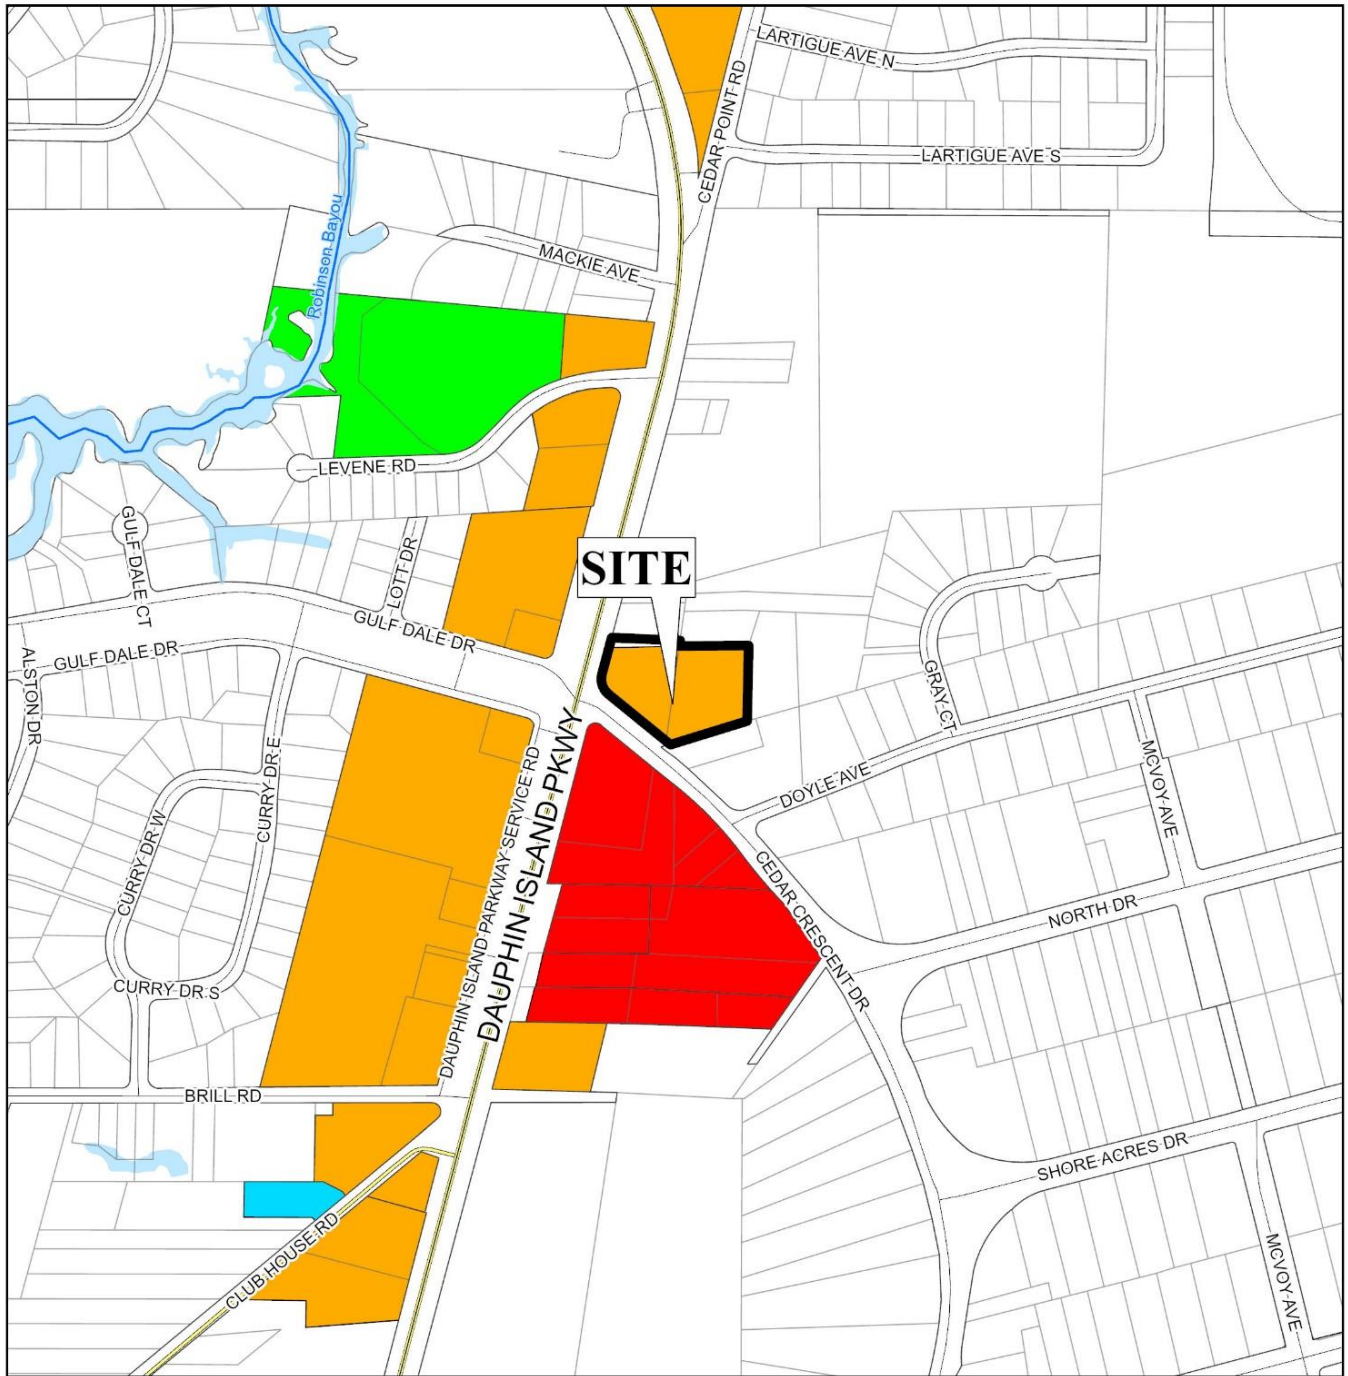 LARTIGUE AVE N
CEDAR POINT RD
LARTIGUE AVE S
Robinson Bayou
MACKIE AVE
LEVENE RD
GULF DALE CT
LOTT DR
SITE
GULF DALE DR
GULF DALE DR
ALSTON DR
GRAY CT
CURRY DR E
DAUPHIN ISLAND PARKWAY SERVICE RD
DAUPHIN ISLAND PKWY
DOYLE AVE
MCVOY AVE
CURRY DR W
CEDAR CRESCENT DR
NORTH DR
CURRY DR S
BRILL RD
SHORE ACRES DR
CLUB HOUSE RD
MCVOY AVE